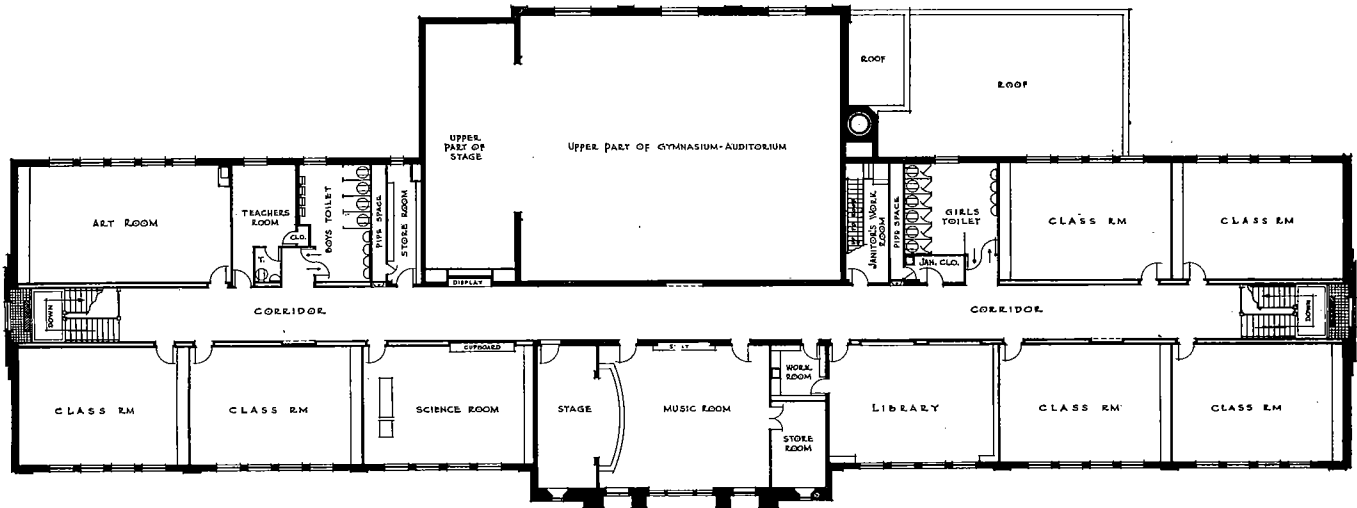 ROOF
ROOF
UPPER
PART OF
STAGE
UPPER PART OF GYMNASIUM-AUDITORIUM
ART ROOM
TEACHERS
ROOM
CLO.
T.
BOYS TOILET
PIPE SPACE
STORE ROOM
JANITOR'S WORK
ROOM
PIPE SPACE
GIRLS
TOILET
JAN. CLO.
CLASS RM
CLASS RM
DISPLAY
DOWN
CORRIDOR
CORRIDOR
DOWN
CUPBOARD
CLASS RM
CLASS RM
SCIENCE ROOM
STAGE
MUSIC ROOM
WORK
ROOM
STORE
ROOM
LIBRARY
CLASS RM
CLASS RM